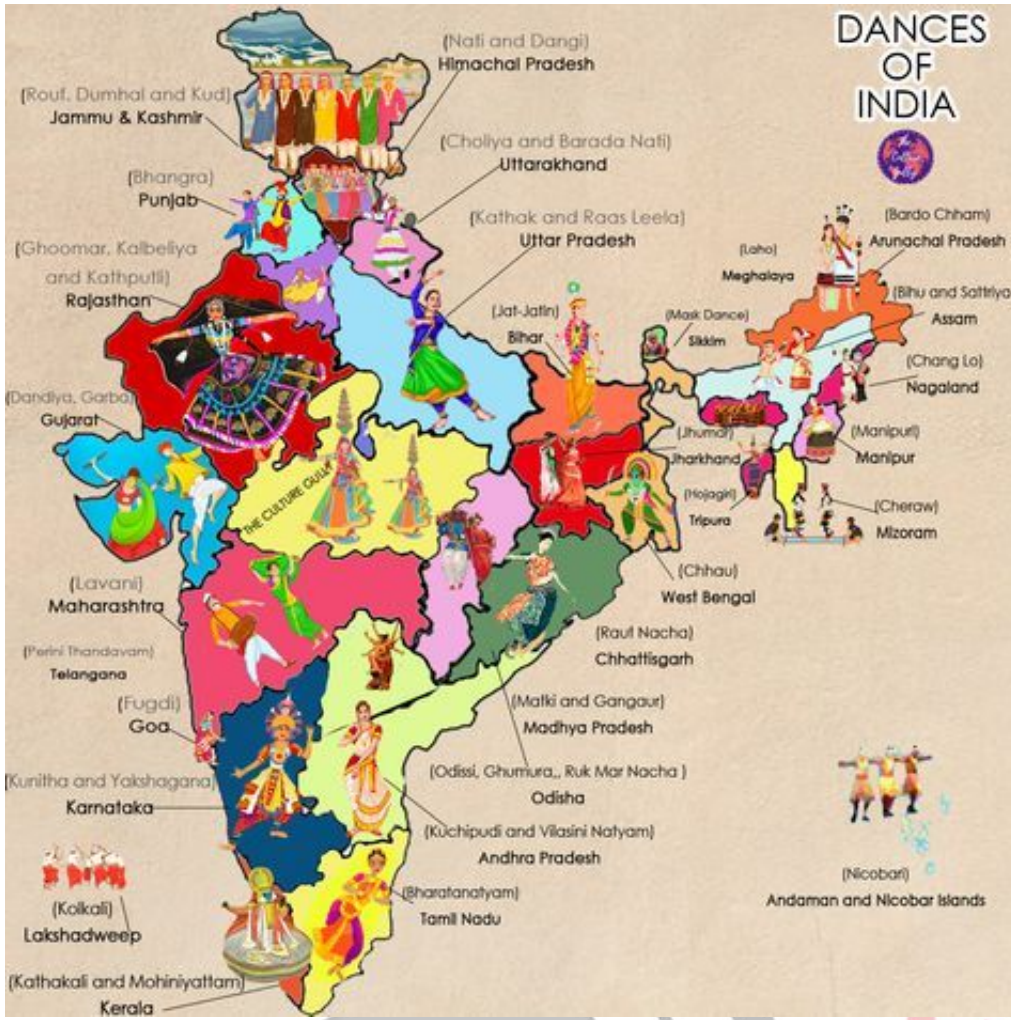 DANCES
OF
INDIA
The
Culture
Gully
(Nati and Dangi)
Himachal Pradesh
(Rouf, Dumhal and Kud)
Jammu & Kashmir
(Choliya and Barada Nati)
Uttarakhand
(Bhangra)
Punjab
(Kathak and Raas Leela)
Uttar Pradesh
(Ghoomar, Kalbeliya
and Kathputli)
Rajasthan
(Laho)
Meghalaya
(Bardo Chham)
Arunachal Pradesh
(Bihu and Sattriya)
Assam
(Jat-Jatin)
Bihar
(Mask Dance)
Sikkim
(Chang Lo)
Nagaland
(Dandiya, Garba)
Gujarat
(Jhumar)
Jharkhand
(Manipuri)
Manipur
THE CULTURE GULLY
(Hojagiri)
Tripura
(Cheraw)
Mizoram
(Lavani)
Maharashtra
(Chhau)
West Bengal
(Perini Thandavam)
Telangana
(Raut Nacha)
Chhattisgarh
(Fugdi)
Goa
(Matki and Gangaur)
Madhya Pradesh
(Kunitha and Yakshagana)
Karnataka
(Odissi, Ghumura,, Ruk Mar Nacha )
Odisha
(Kuchipudi and Vilasini Natyam)
Andhra Pradesh
(Kolkali)
Lakshadweep
(Bharatanatyam)
Tamil Nadu
(Nicobari)
Andaman and Nicobar Islands
(Kathakali and Mohiniyattam)
Kerala